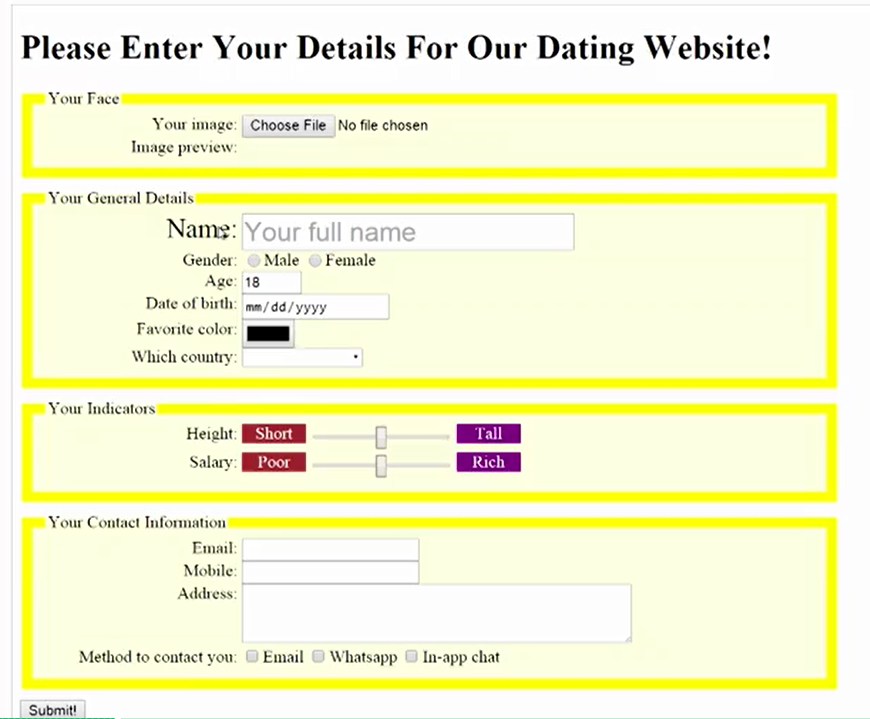 Please Enter Your Details For Our Dating Website!
Your Face
Your image: Choose File No file chosen
Image preview:
Your General Details
Name: Your full name
Gender: Male Female
Age: 18
Date of birth: mm/dd/yyyy
Favorite color:
Which country:
Your Indicators
Height: Short Tall
Salary: Poor Rich
Your Contact Information
Email:
Mobile:
Address:
Method to contact you: Email Whatsapp In-app chat
Submit!